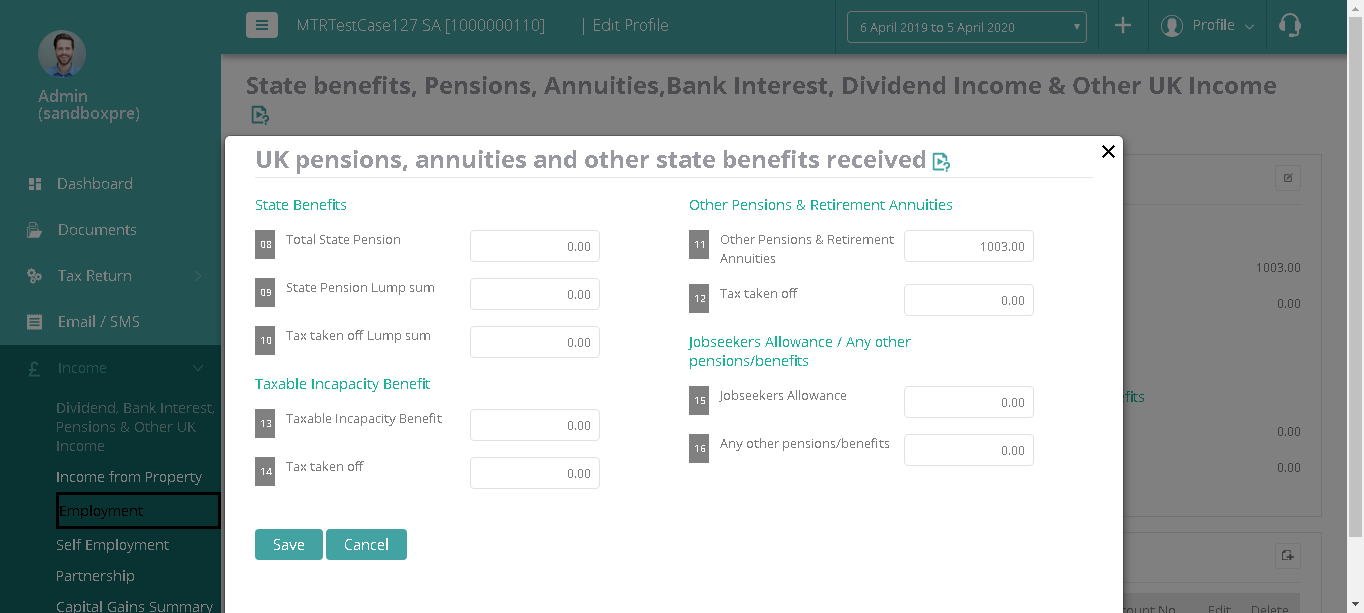 MTRTestCase127 SA [1000000110] | Edit Profile
6 April 2019 to 5 April 2020
Profile
Admin
(sandboxpre)
Dashboard
Documents
Tax Return
Email / SMS
£ Income
Dividend, Bank Interest,
Pensions & Other UK
Income
Income from Property
Employment
Self Employment
Partnership
Capital Gains Summary
State benefits, Pensions, Annuities,Bank Interest, Dividend Income & Other UK Income
UK pensions, annuities and other state benefits received
State Benefits
08 Total State Pension 0.00
09 State Pension Lump sum 0.00
10 Tax taken off Lump sum 0.00
Taxable Incapacity Benefit
13 Taxable Incapacity Benefit 0.00
14 Tax taken off 0.00
Other Pensions & Retirement Annuities
11 Other Pensions & Retirement 1003.00
Annuities
12 Tax taken off 0.00
Jobseekers Allowance / Any other
pensions/benefits
15 Jobseekers Allowance 0.00
16 Any other pensions/benefits 0.00
Save Cancel
1003.00
0.00
fits
0.00
0.00
ount No Edit Delete